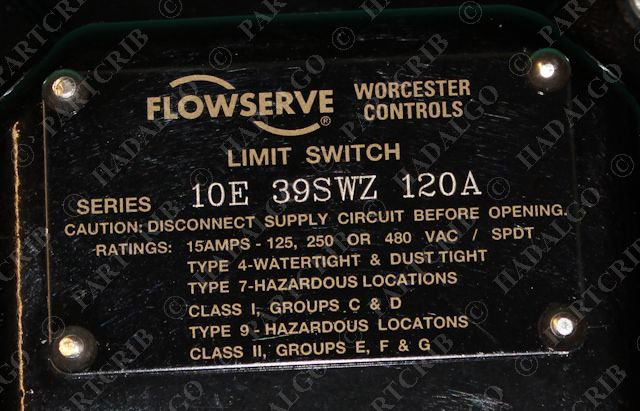 FLOWSERVE ® WORCESTER
CONTROLS
LIMIT SWITCH
SERIES 10E 39SWZ 120A
CAUTION: DISCONNECT SUPPLY CIRCUIT BEFORE OPENING.
RATINGS: 15AMPS - 125, 250 OR 480 VAC / SPDT
TYPE 4-WATERTIGHT & DUST TIGHT
TYPE 7-HAZARDOUS LOCATIONS
CLASS I, GROUPS C & D
TYPE 9 - HAZARDOUS LOCATONS
CLASS II, GROUPS E, F & G
© PARTCRIB
© HADALGO